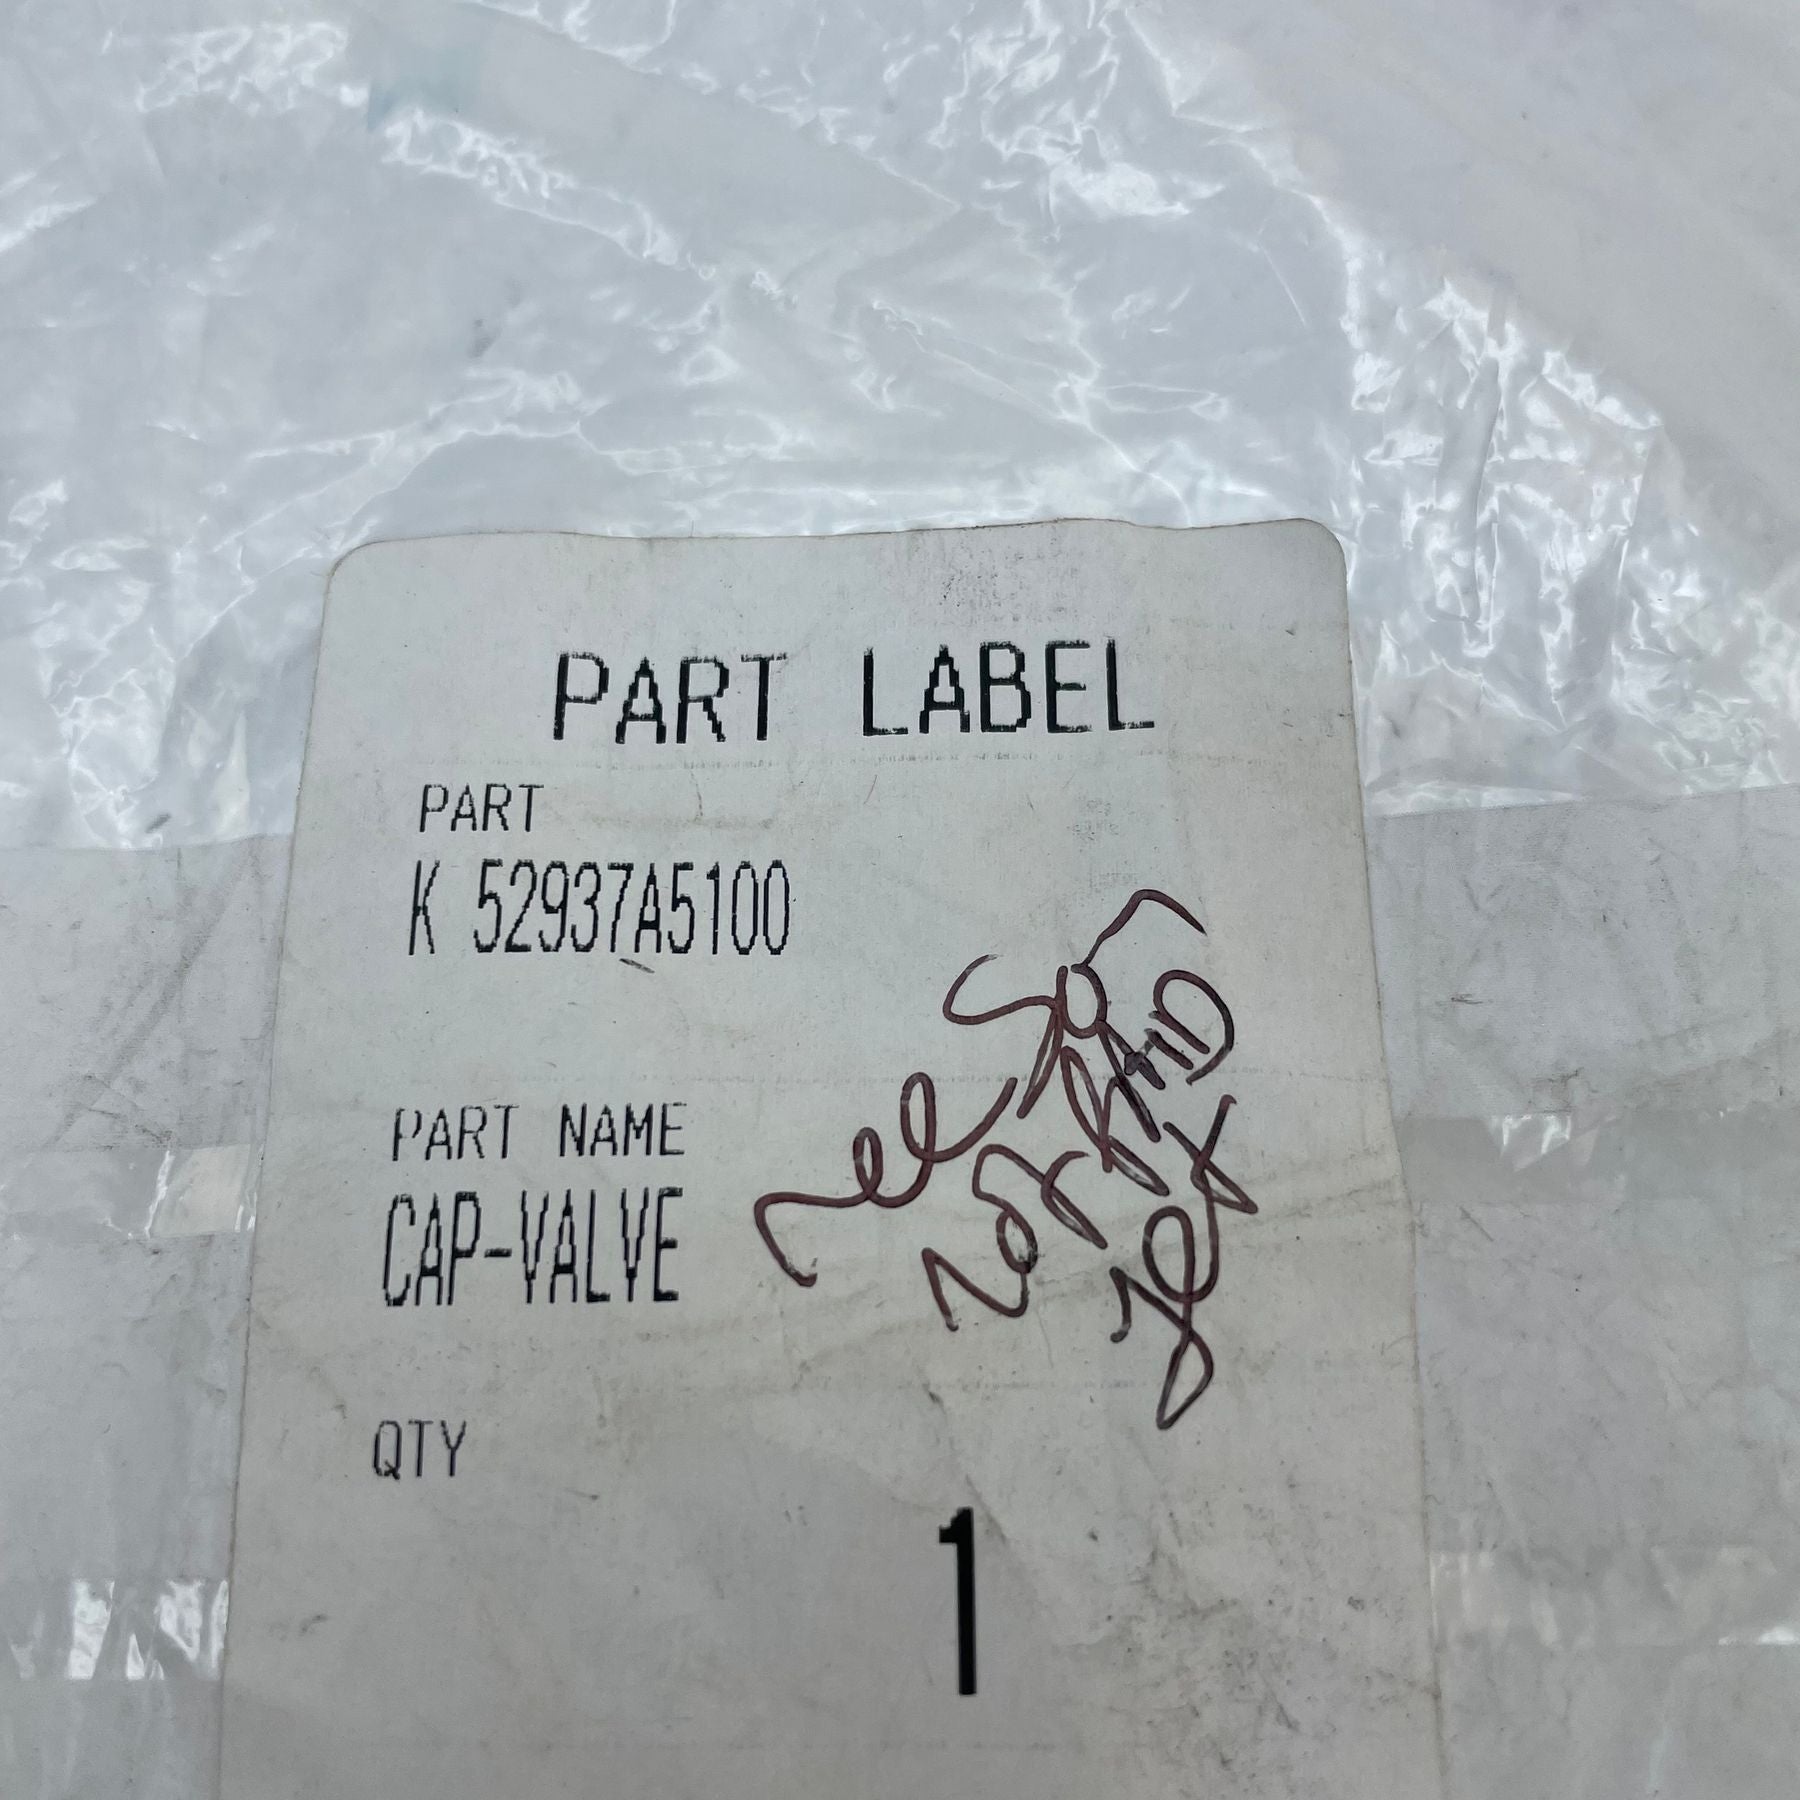 PART LABEL
PART
K 52937A5100
PART NAME
CAP-VALVE
QTY
1